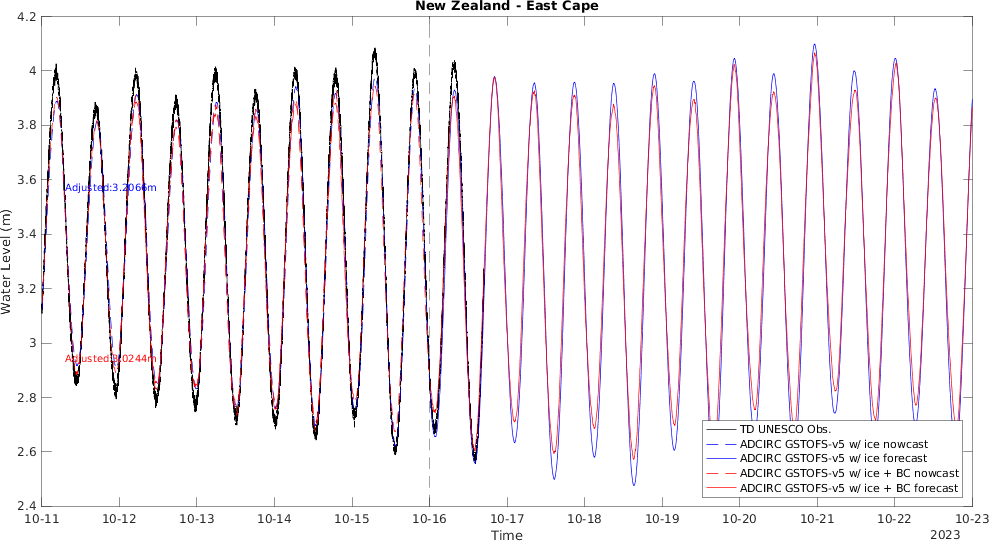 New Zealand - East Cape
4.2
4
3.8
3.6
3.4
3.2
3
2.8
2.6
2.4
Water Level (m)
Adjusted:3.2066m
Adjusted:3.0244m
TD UNESCO Obs.
ADCIRC GSTOFS-v5 w/ ice nowcast
ADCIRC GSTOFS-v5 w/ ice forecast
ADCIRC GSTOFS-v5 w/ ice + BC nowcast
ADCIRC GSTOFS-v5 w/ ice + BC forecast
10-11 10-12 10-13 10-14 10-15 10-16 10-17 10-18 10-19 10-20 10-21 10-22 10-23
Time
2023